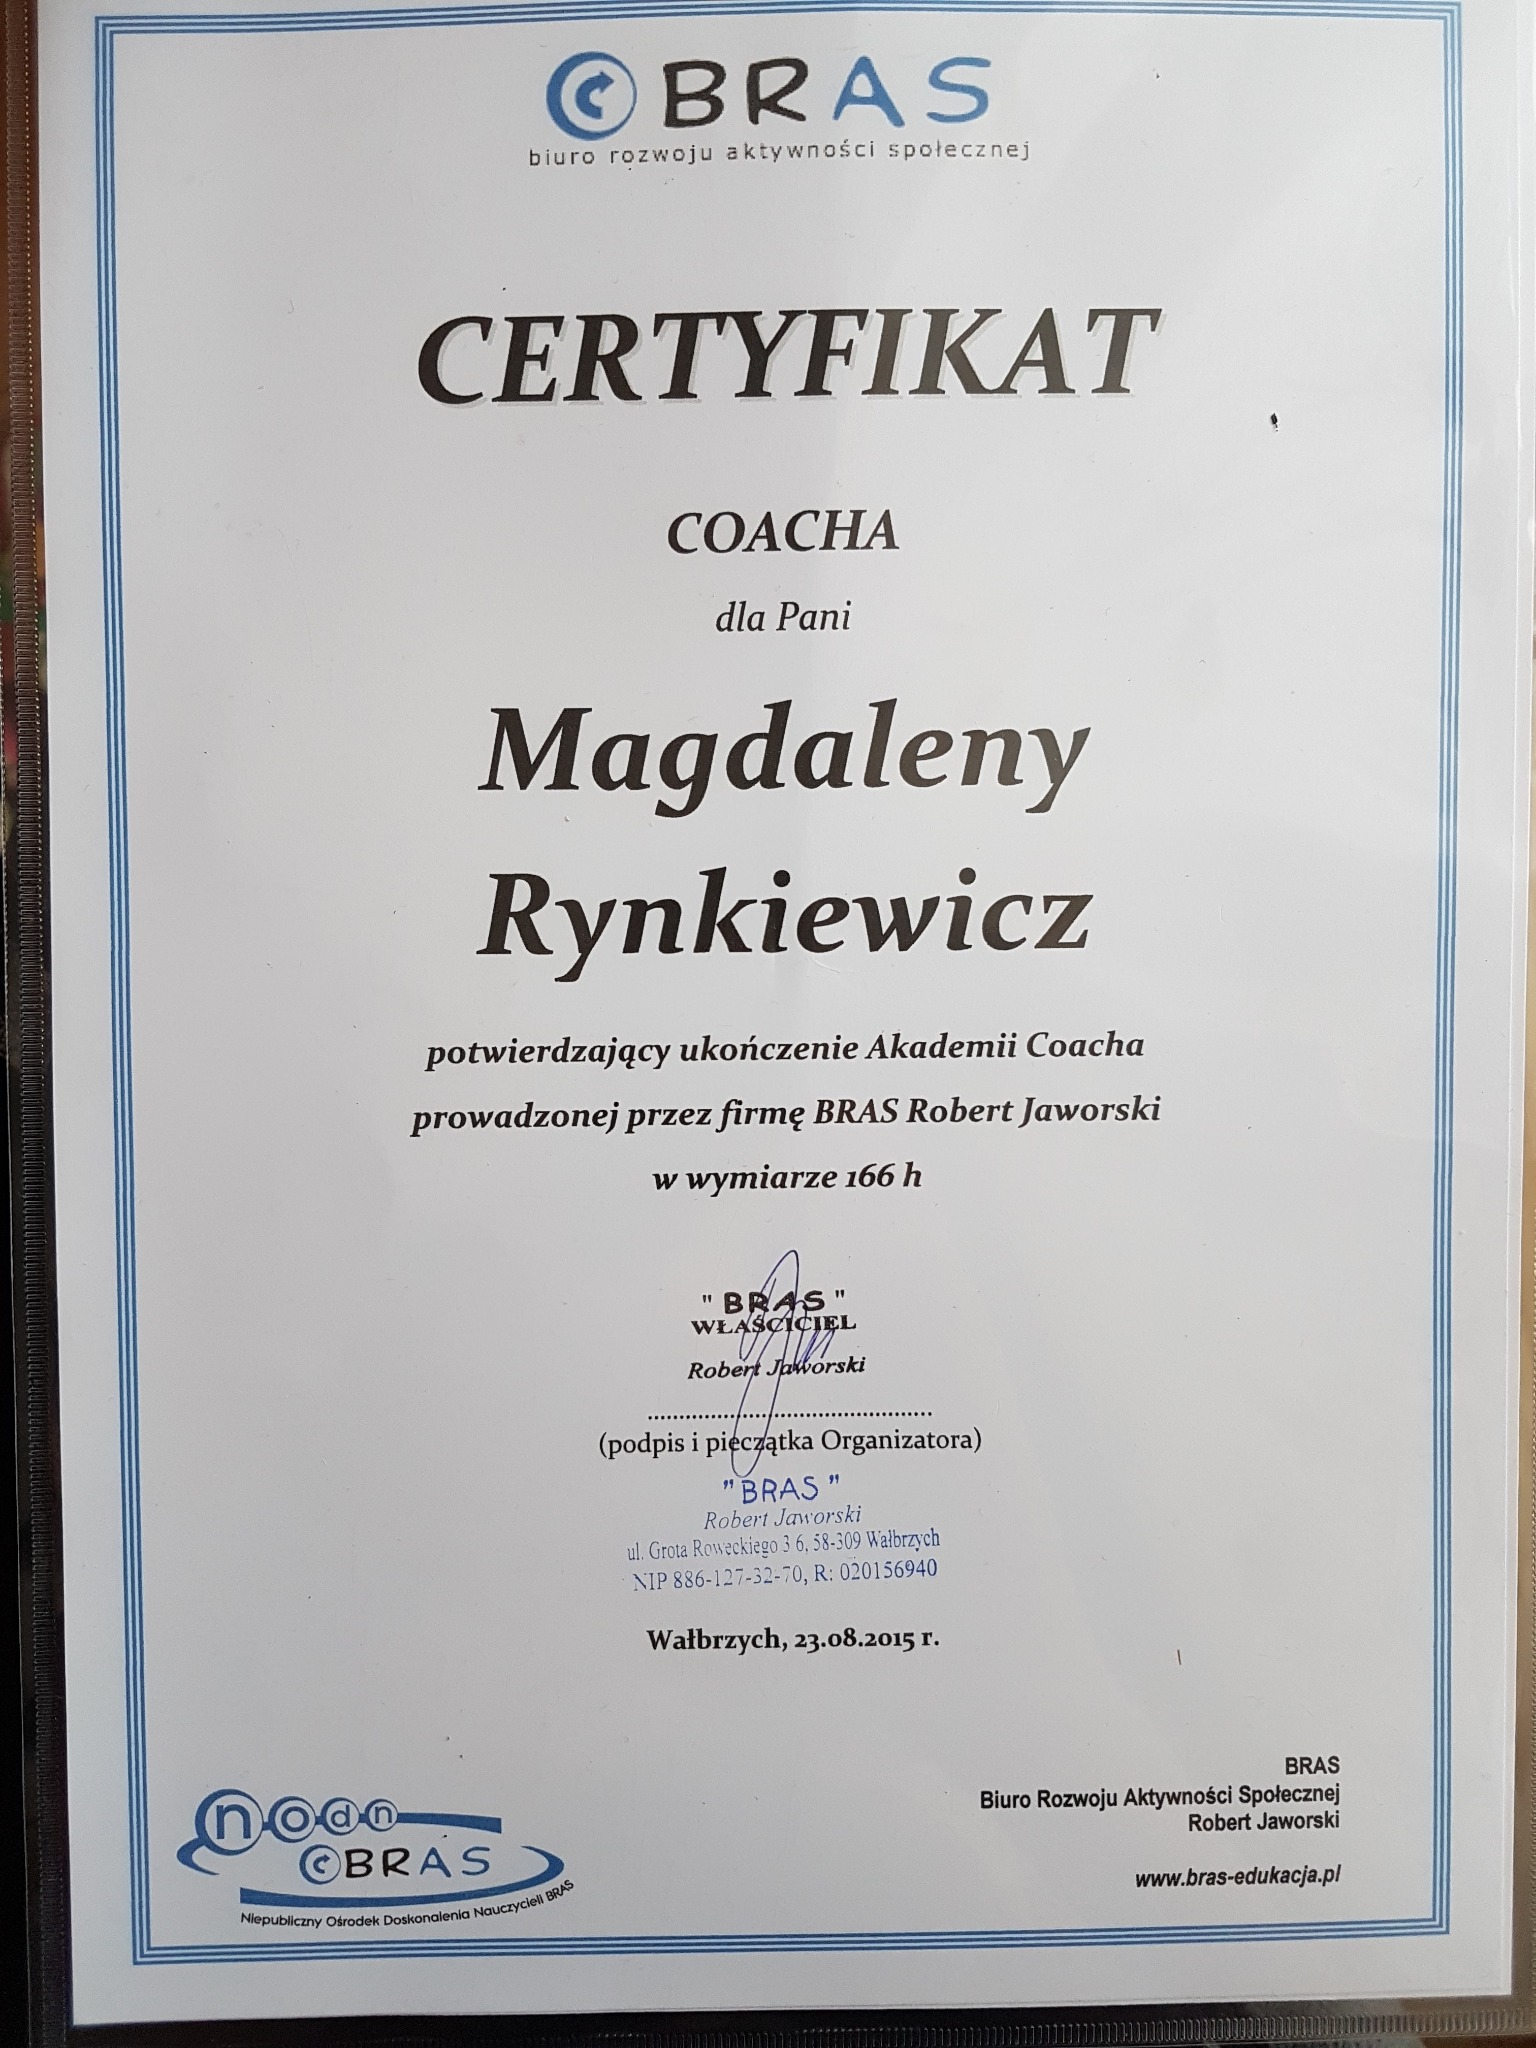 BRAS
biuro rozwoju aktywności społecznej
CERTYFIKAT
COACHA
dla Pani
Magdaleny
Rynkiewicz
potwierdzający ukończenie Akademii Coacha
prowadzonej przez firmę BRAS Robert Jaworski
w wymiarze 166 h
"BRAS"
WŁAŚCICIEL
Robert Jaworski
(podpis i pieczątka Organizatora)
"BRAS"
Robert Jaworski
ul. Grota Roweckiego 3 6, 58-309 Wałbrzych
NIP 886-127-32-70, R: 020156940
Wałbrzych, 23.08.2015 r.
BRAS
Biuro Rozwoju Aktywności Społecznej
Robert Jaworski
www.bras-edukacja.pl
nodn
BRAS
Niepubliczny Ośrodek Doskonalenia Nauczycieli BRAS